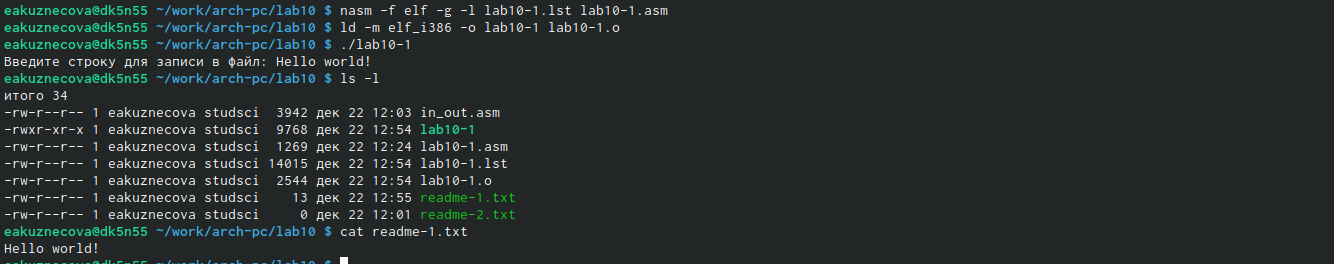 eakuznecova@dk5n55 ~/work/arch-pc/lab10 $ nasm -f elf -g -l lab10-1.lst lab10-1.asm
eakuznecova@dk5n55 ~/work/arch-pc/lab10 $ ld -m elf_i386 -o lab10-1 lab10-1.o
eakuznecova@dk5n55 ~/work/arch-pc/lab10 $ ./lab10-1
Введите строку для записи в файл: Hello world!
eakuznecova@dk5n55 ~/work/arch-pc/lab10 $ ls -l
итого 34
-rw-r--r-- 1 eakuznecova studsci  3942 дек 22 12:03 in_out.asm
-rwxr-xr-x 1 eakuznecova studsci  9768 дек 22 12:54 lab10-1
-rw-r--r-- 1 eakuznecova studsci  1269 дек 22 12:24 lab10-1.asm
-rw-r--r-- 1 eakuznecova studsci 14015 дек 22 12:54 lab10-1.lst
-rw-r--r-- 1 eakuznecova studsci  2544 дек 22 12:54 lab10-1.o
-rw-r--r-- 1 eakuznecova studsci    13 дек 22 12:55 readme-1.txt
-rw-r--r-- 1 eakuznecova studsci     0 дек 22 12:01 readme-2.txt
eakuznecova@dk5n55 ~/work/arch-pc/lab10 $ cat readme-1.txt
Hello world!
eakuznecova@dk5n55 ~/work/arch-pc/lab10 $